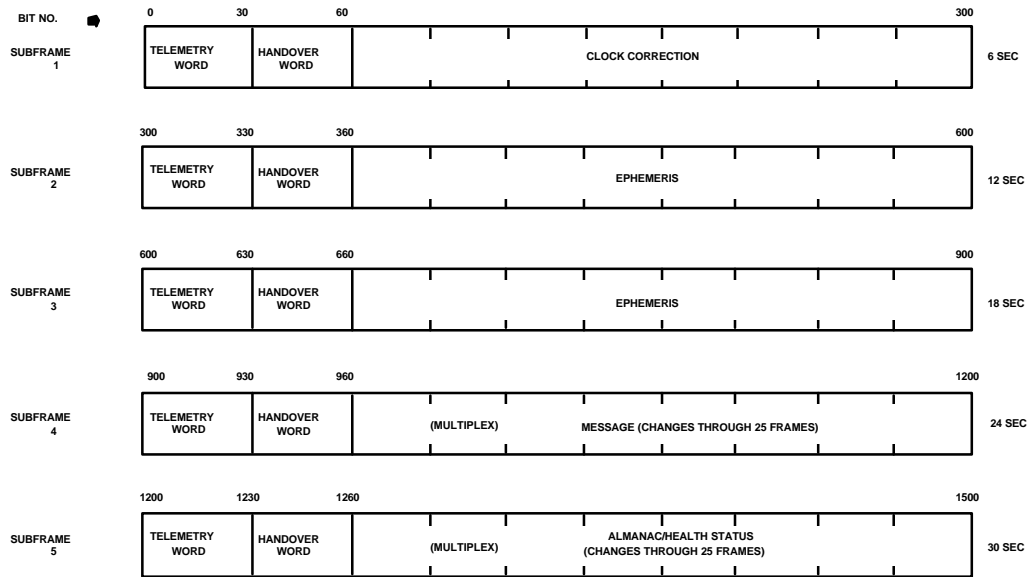 BIT NO. 0 30 60 300
SUBFRAME 1 TELEMETRY WORD HANDOVER WORD CLOCK CORRECTION 6 SEC
300 330 360 600
SUBFRAME 2 TELEMETRY WORD HANDOVER WORD EPHEMERIS 12 SEC
600 630 660 900
SUBFRAME 3 TELEMETRY WORD HANDOVER WORD EPHEMERIS 18 SEC
900 930 960 1200
SUBFRAME 4 TELEMETRY WORD HANDOVER WORD (MULTIPLEX) MESSAGE (CHANGES THROUGH 25 FRAMES) 24 SEC
1200 1230 1260 1500
SUBFRAME 5 TELEMETRY WORD HANDOVER WORD (MULTIPLEX) ALMANAC/HEALTH STATUS (CHANGES THROUGH 25 FRAMES) 30 SEC